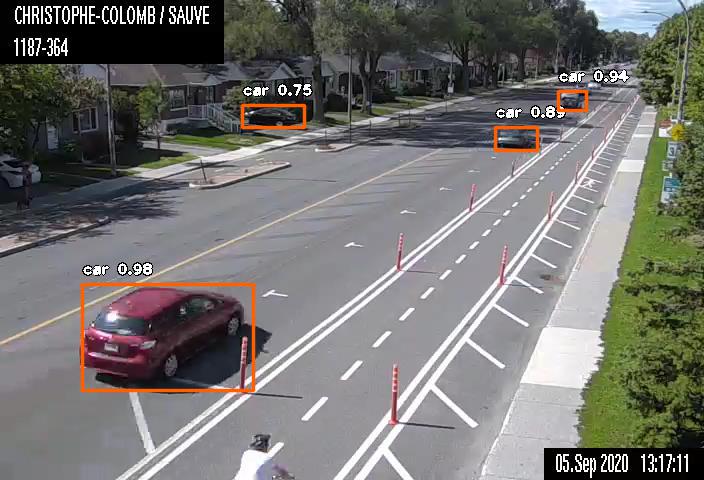 CHRISTOPHE-COLOMB / SAUVE
1187-364
car 0.94
car 0.75
car 0.89
car 0.98
05.Sep 2020 13:17:11